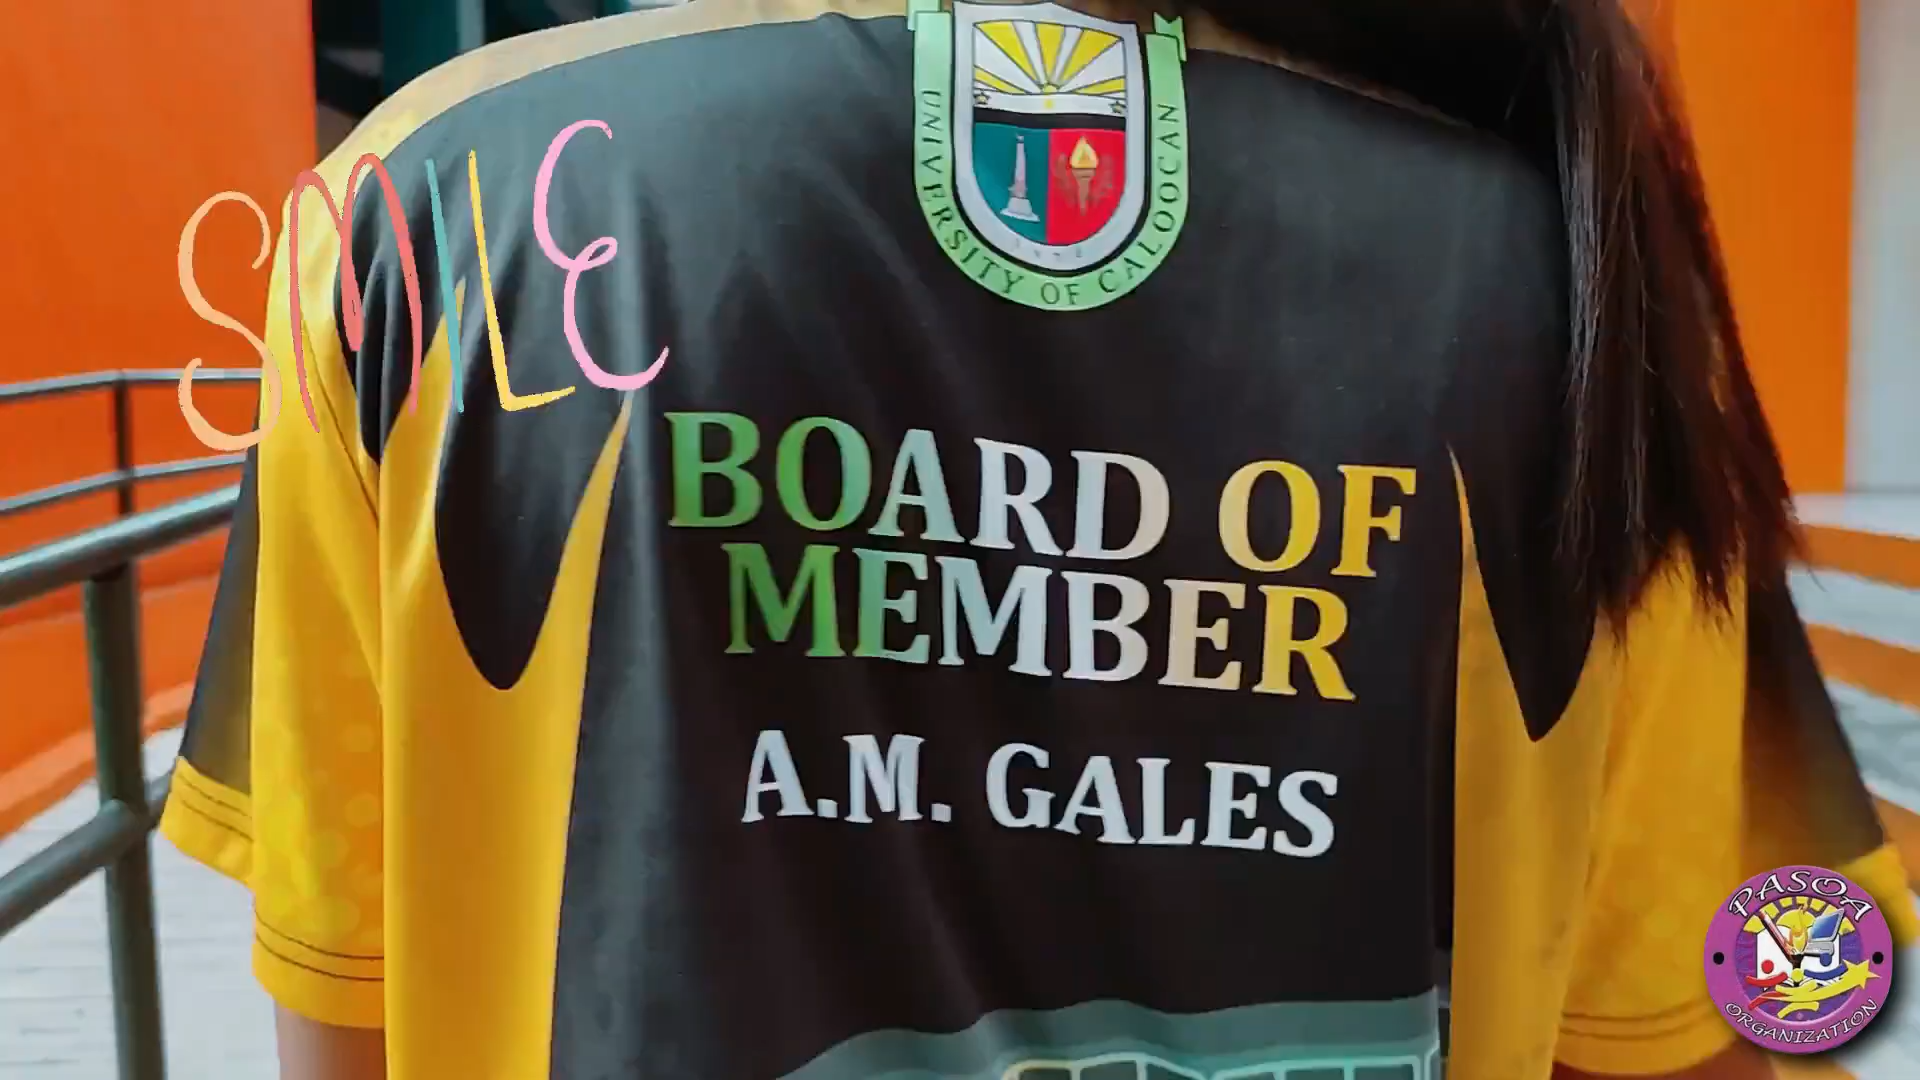 UNIVERSITY OF CALOOCAN
SMILE
BOARD OF
MEMBER
A.M. GALES
PASOA
ORGANIZATION